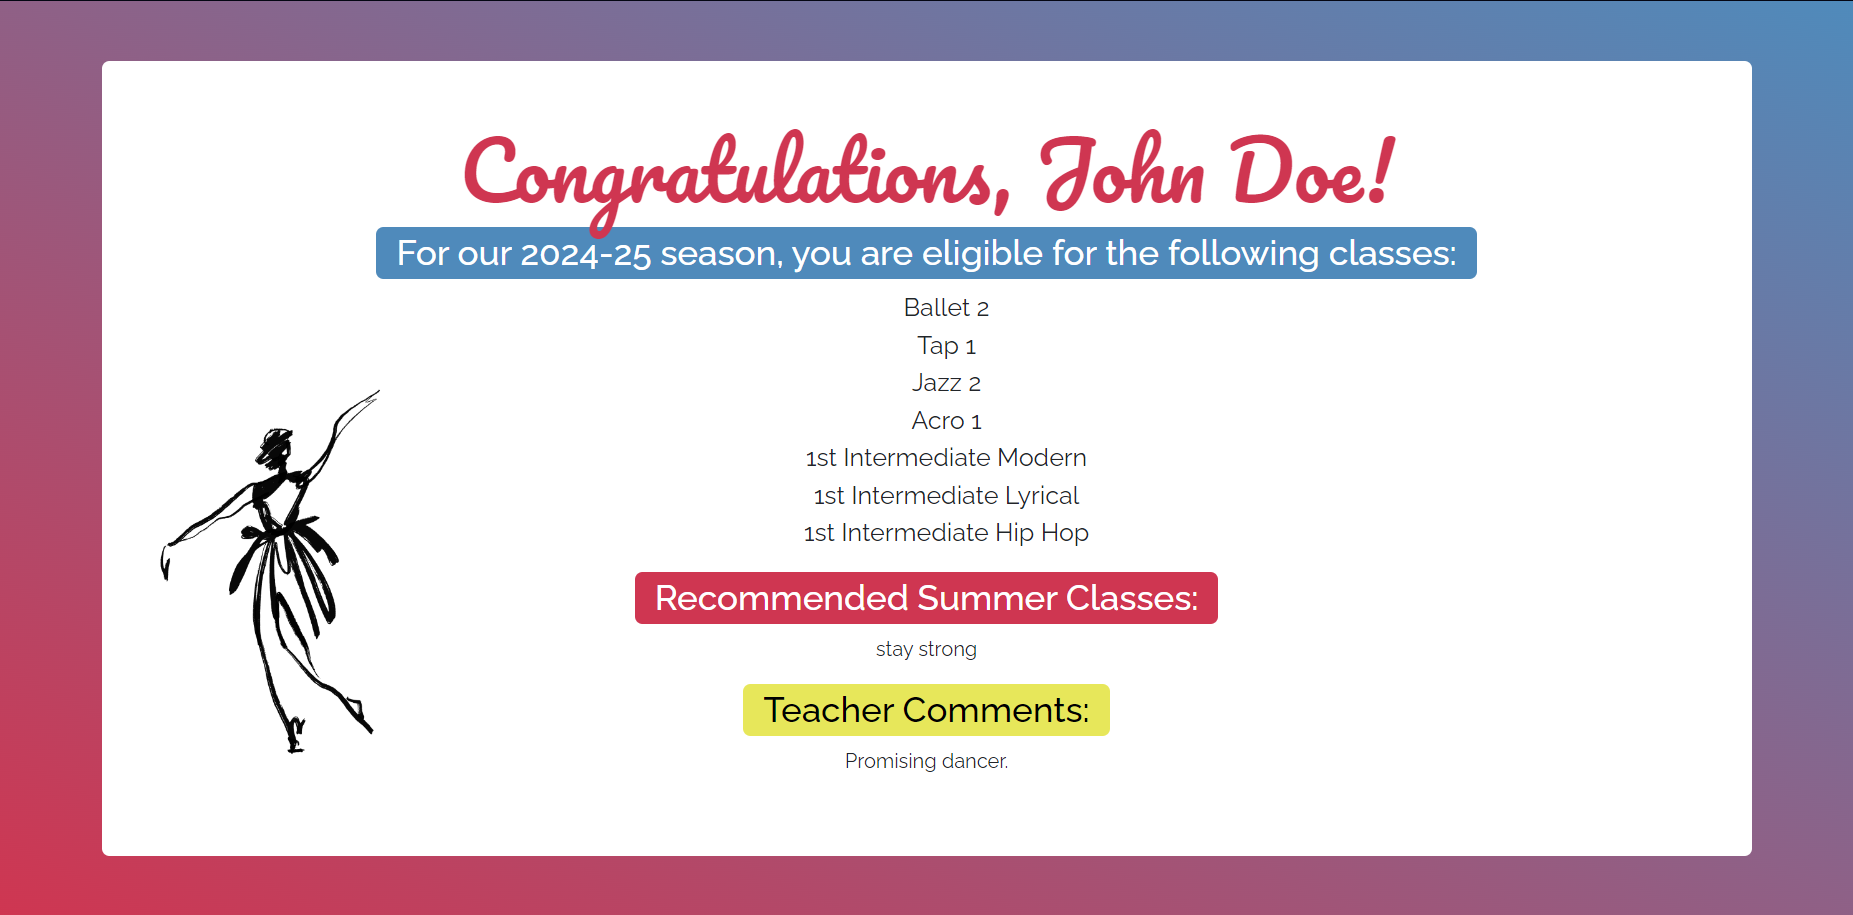 Congratulations, John Doe!
For our 2024-25 season, you are eligible for the following classes:
Ballet 2
Tap 1
Jazz 2
Acro 1
1st Intermediate Modern
1st Intermediate Lyrical
1st Intermediate Hip Hop
Recommended Summer Classes:
stay strong
Teacher Comments:
Promising dancer.